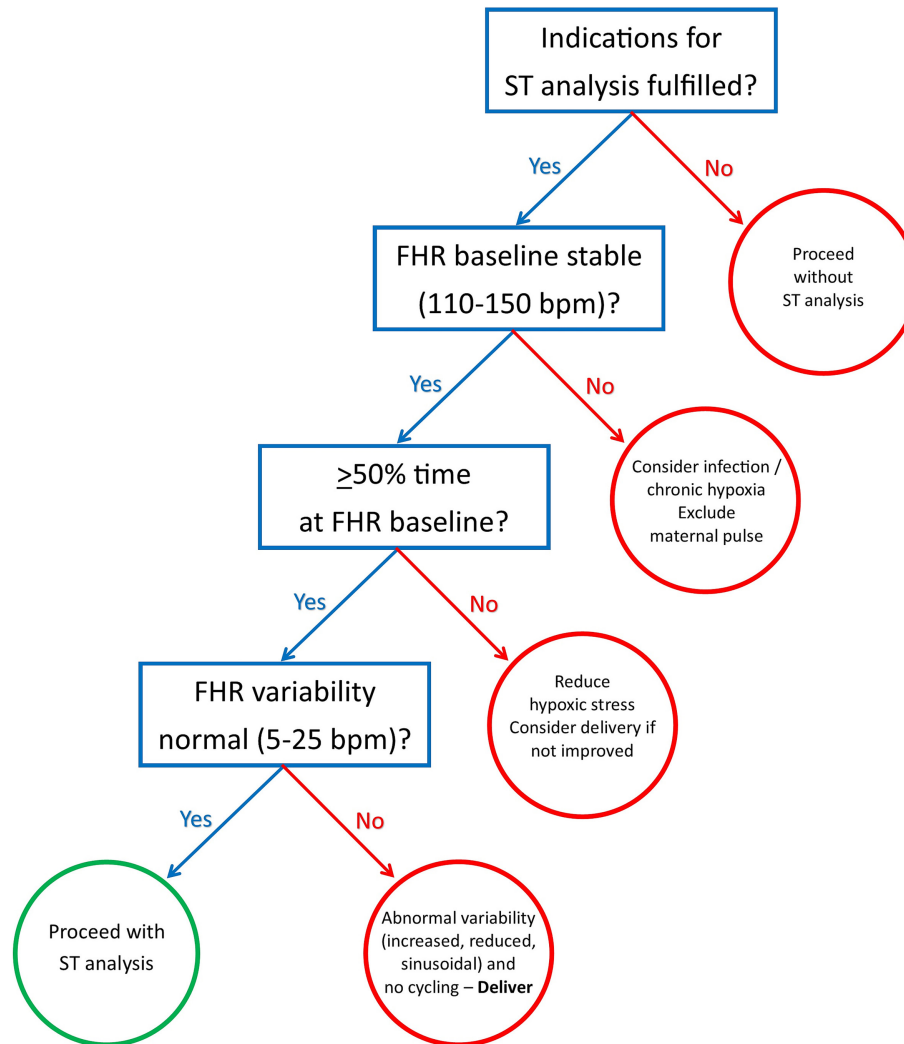 Indications for
ST analysis fulfilled?
Yes
No
Proceed
without
ST analysis
FHR baseline stable
(110-150 bpm)?
Yes
No
Consider infection /
chronic hypoxia
Exclude
maternal pulse
≥50% time
at FHR baseline?
Yes
No
Reduce
hypoxic stress
Consider delivery if
not improved
FHR variability
normal (5-25 bpm)?
Yes
No
Proceed with
ST analysis
Abnormal variability
(increased, reduced,
sinusoidal) and
no cycling – Deliver